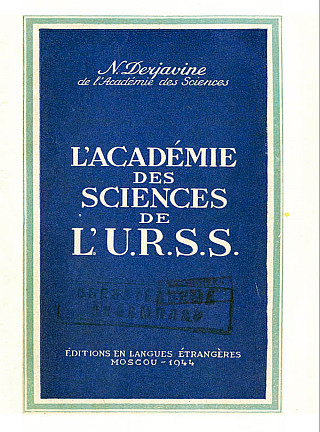 N. Derjavine
de l'Académie des Sciences
L'ACADÉMIE
DES
SCIENCES
DE
L'U.R.S.S.
ÉDITIONS EN LANGUES ÉTRANGÈRES
MOSCOU - 1944